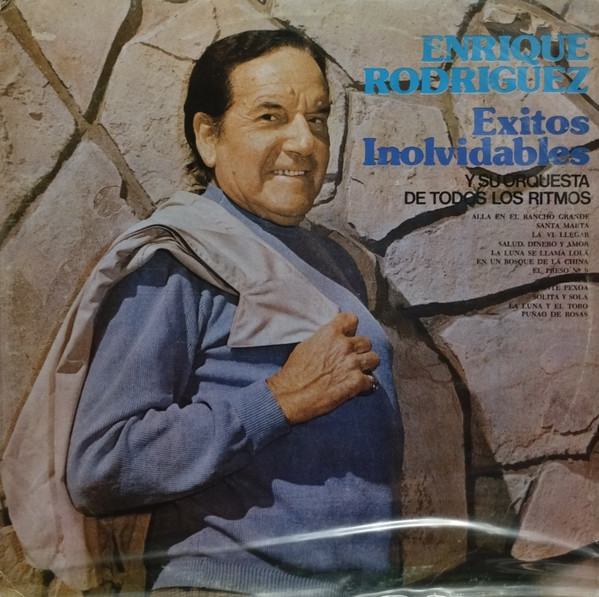 ENRIQUE
RODRIGUEZ
Exitos
Inolvidables
Y SU ORQUESTA
DE TODOS LOS RITMOS
ALLA EN EL RANCHO GRANDE
SANTA MARTA
LA VI LLEGAR
SALUD, DINERO Y AMOR
LA LUNA SE LLAMA LOLA
EN UN BOSQUE DE LA CHINA
EL PRESO Nº 9
PEXOA
SOLITA Y SOLA
LA LUNA Y EL TORO
PUÑAO DE ROSAS